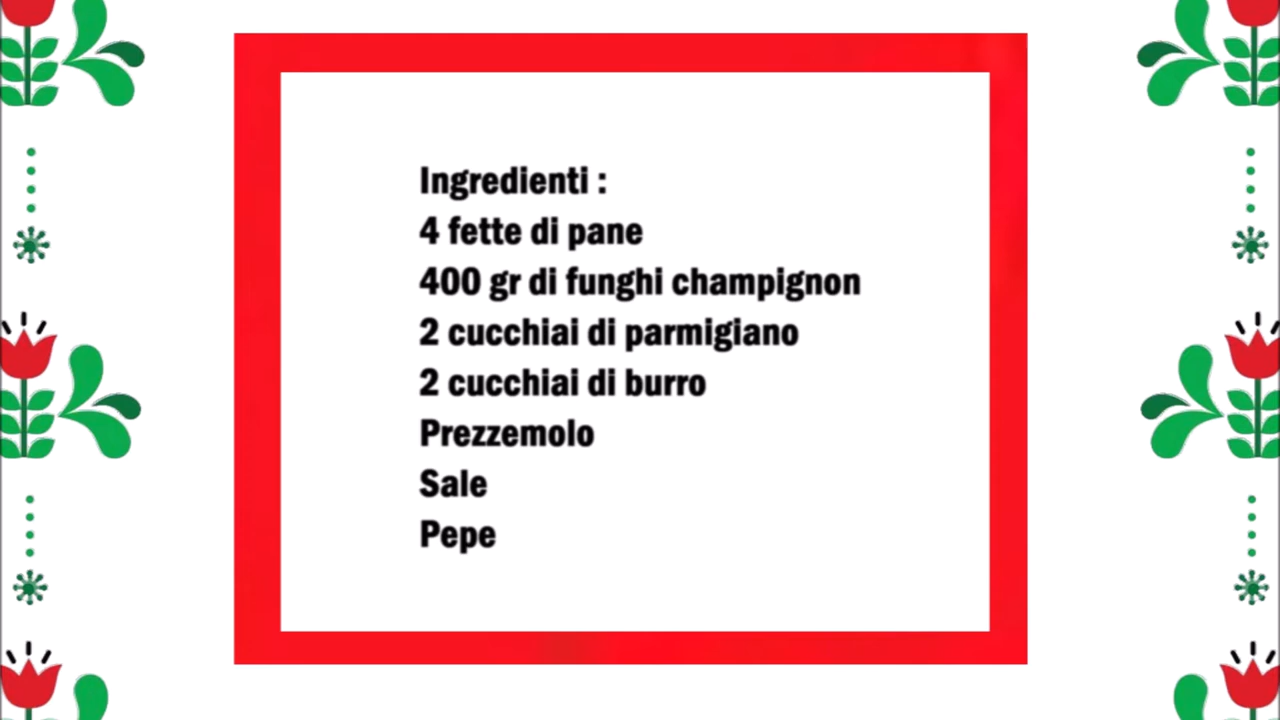 Ingredienti :
4 fette di pane
400 gr di funghi champignon
2 cucchiai di parmigiano
2 cucchiai di burro
Prezzemolo
Sale
Pepe